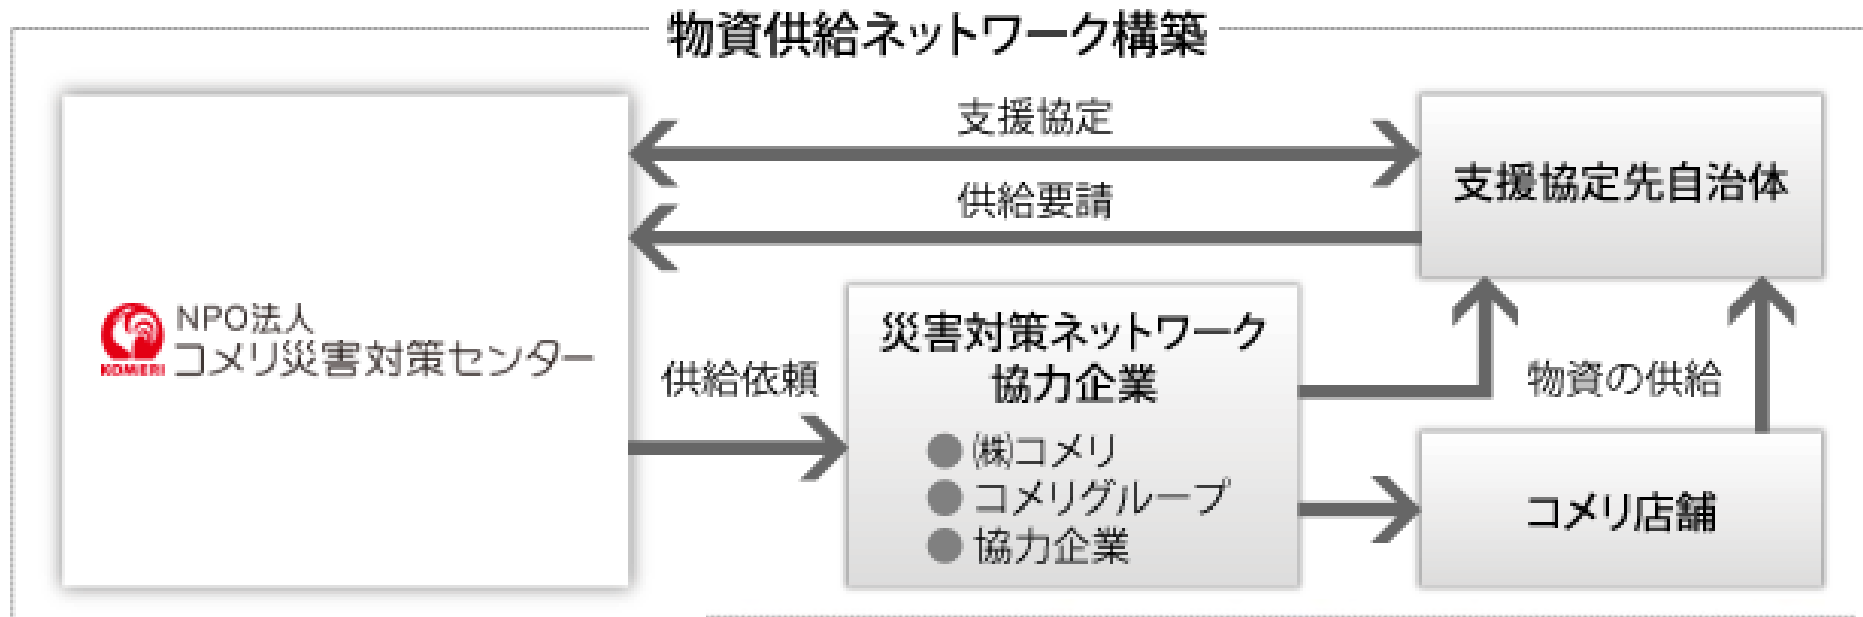 物資供給ネットワーク構築
支援協定
供給要請
支援協定先自治体
NPO法人
コメリ災害対策センター
KOMERI
供給依頼
災害対策ネットワーク
協力企業
●㈱コメリ
●コメリグループ
●協力企業
物資の供給
コメリ店舗